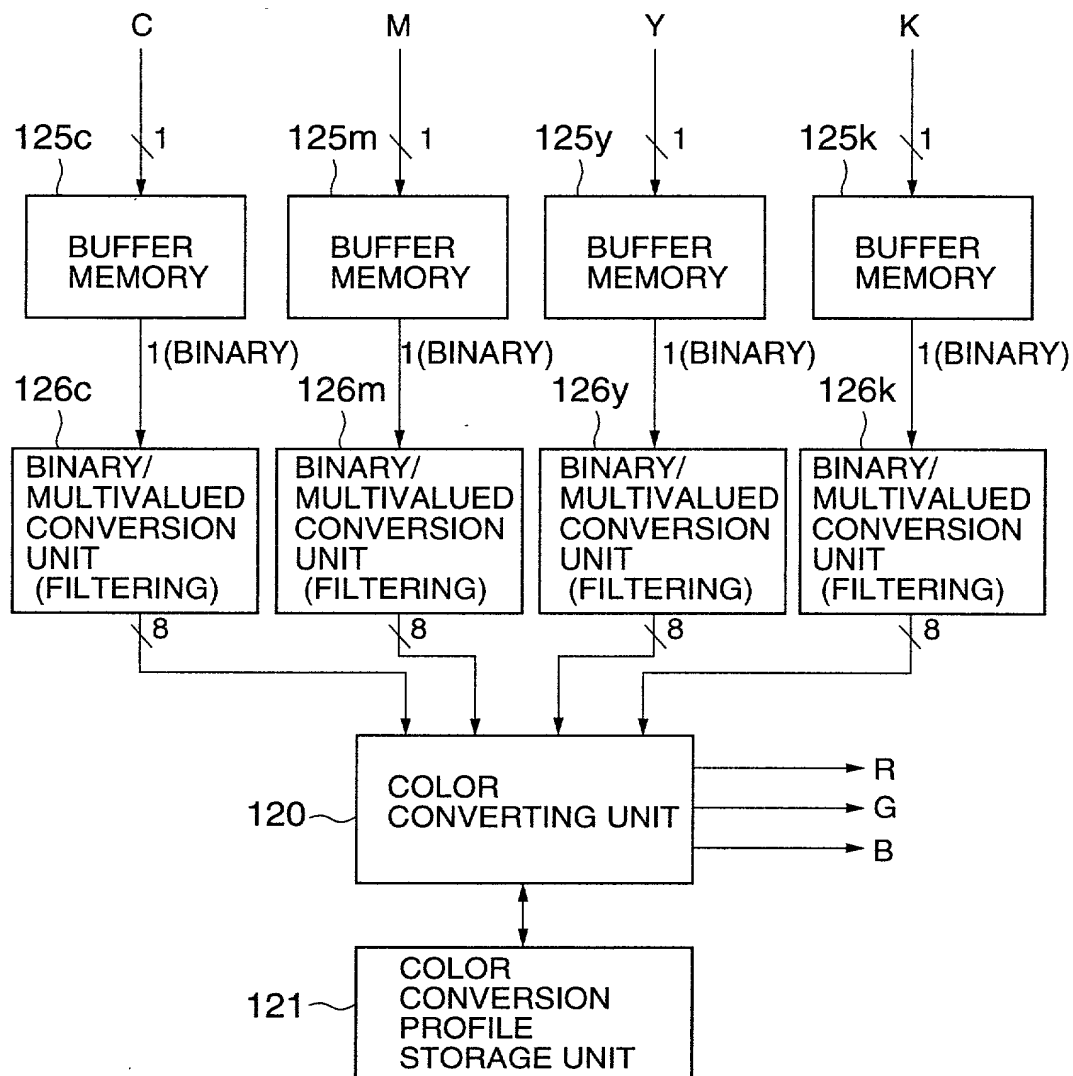 C M Y K
125c 1 125m 1 125y 1 125k 1
BUFFER
MEMORY
BUFFER
MEMORY
BUFFER
MEMORY
BUFFER
MEMORY
1(BINARY) 1(BINARY) 1(BINARY) 1(BINARY)
126c 126m 126y 126k
BINARY/
MULTIVALUED
CONVERSION
UNIT
(FILTERING)
BINARY/
MULTIVALUED
CONVERSION
UNIT
(FILTERING)
BINARY/
MULTIVALUED
CONVERSION
UNIT
(FILTERING)
BINARY/
MULTIVALUED
CONVERSION
UNIT
(FILTERING)
8 8 8 8
120
COLOR
CONVERTING UNIT
R
G
B
121
COLOR
CONVERSION
PROFILE
STORAGE UNIT